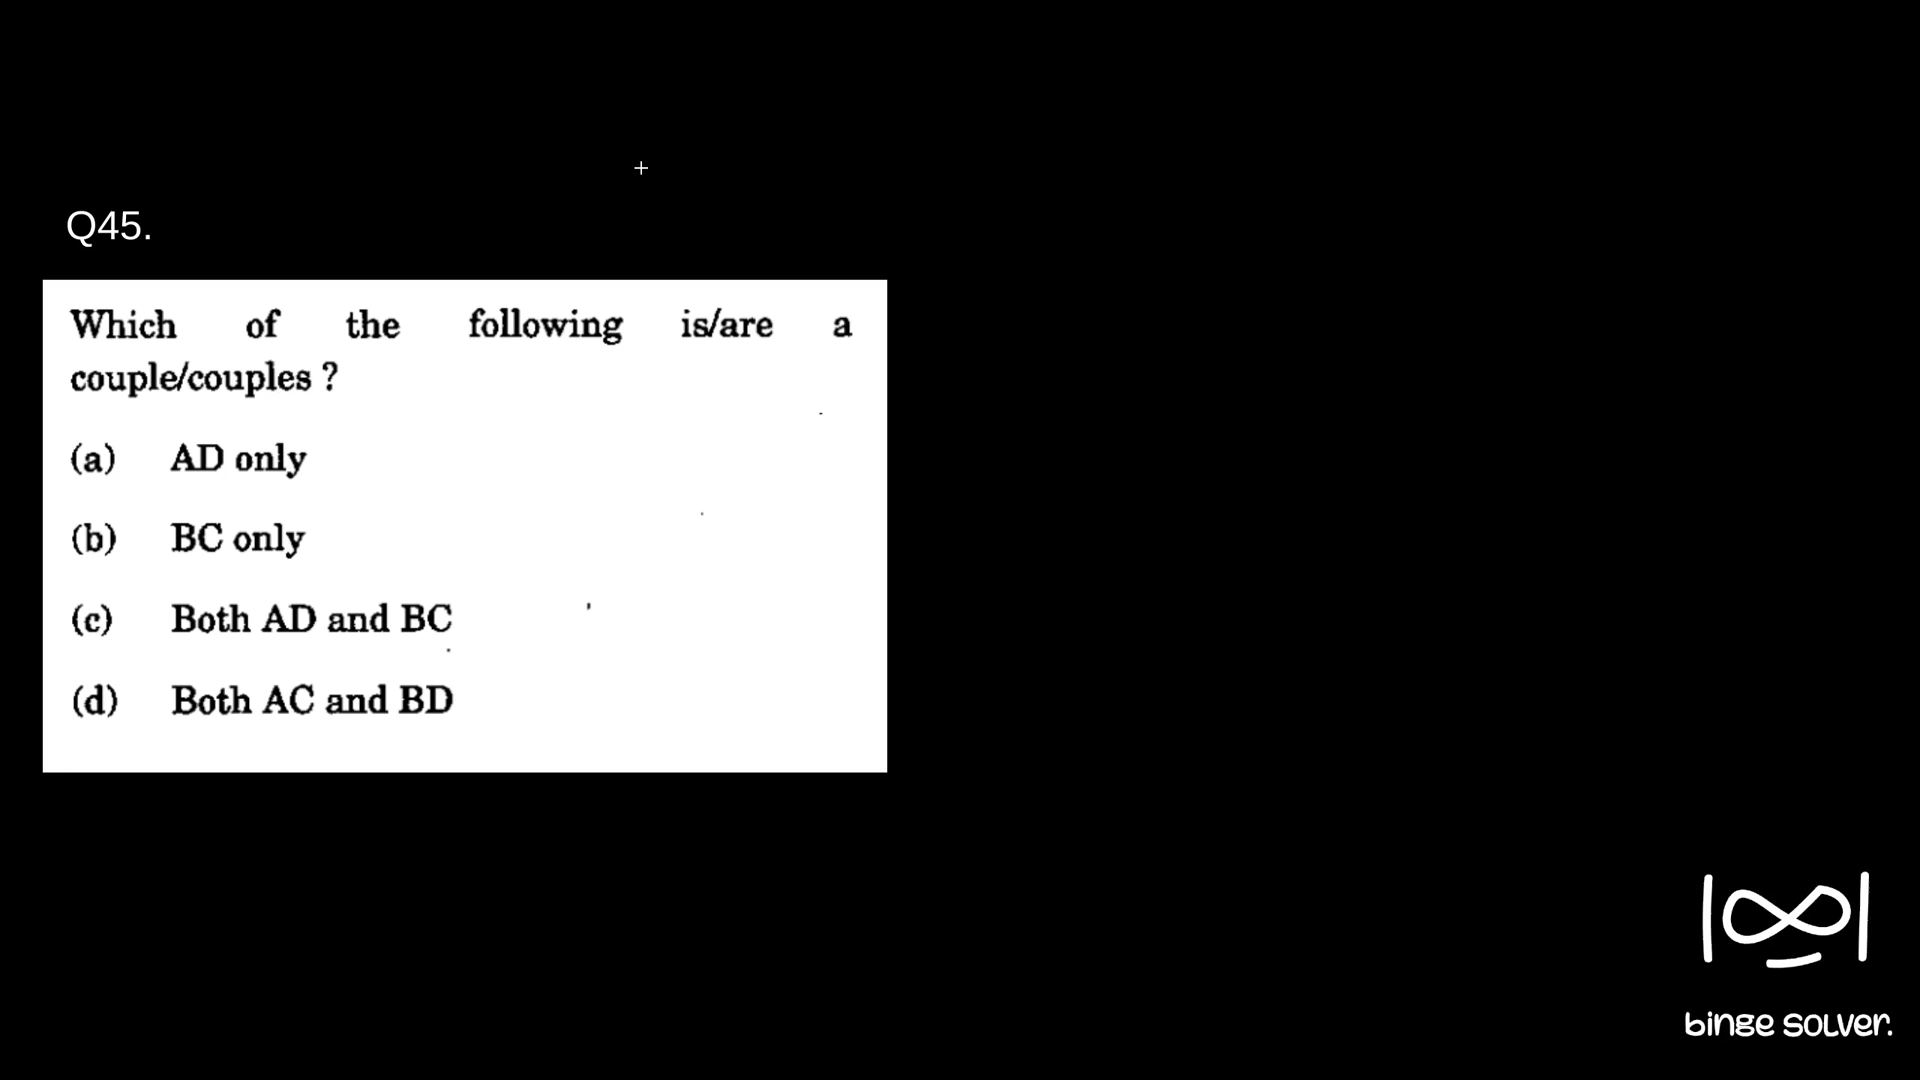 Q45.
Which of the following is/are a
couple/couples ?
(a) AD only
(b) BC only
(c) Both AD and BC
(d) Both AC and BD
binge solver.